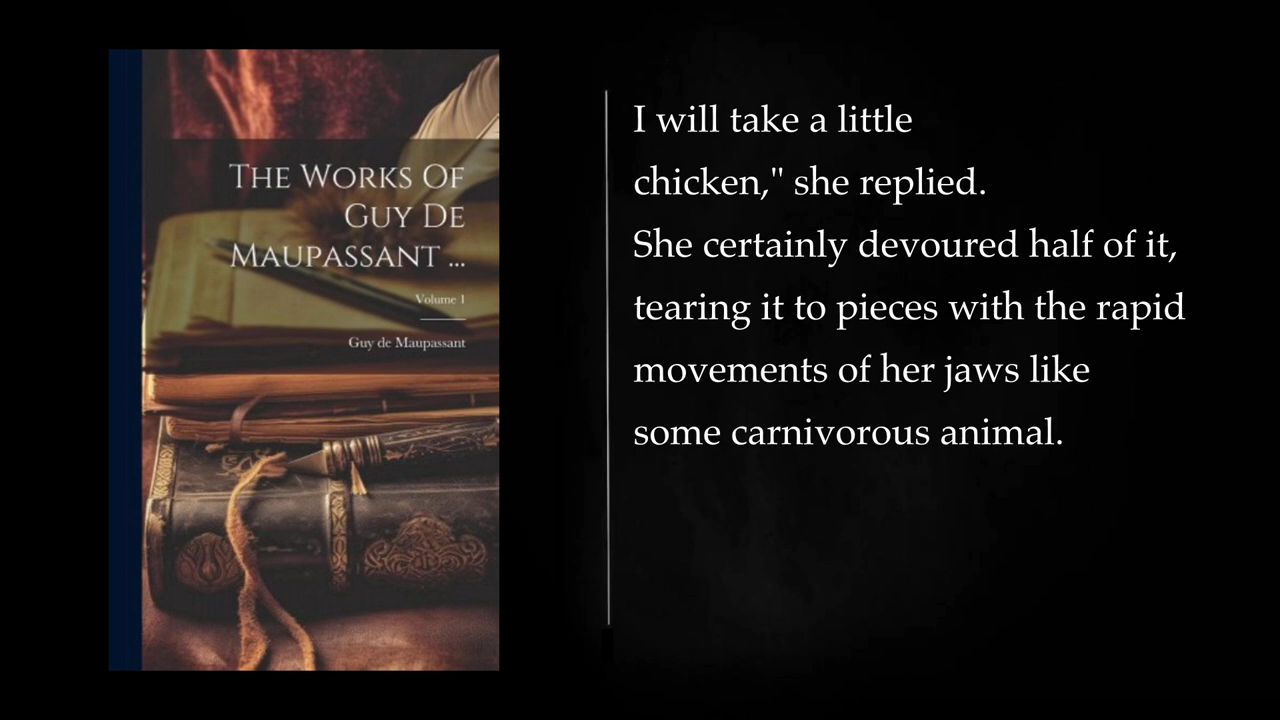 The Works Of
Guy De
Maupassant ...
Volume 1
Guy de Maupassant
I will take a little
chicken," she replied.
She certainly devoured half of it,
tearing it to pieces with the rapid
movements of her jaws like
some carnivorous animal.